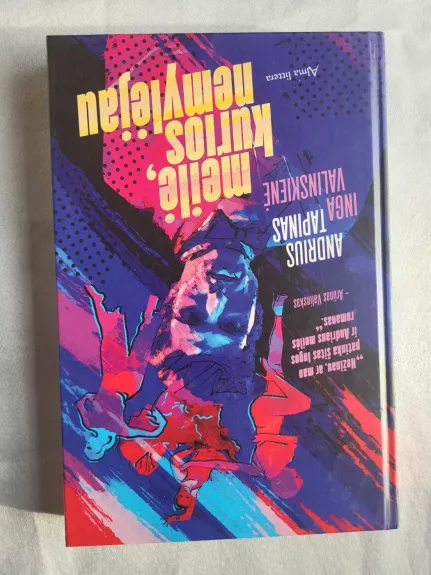 „Nežinau, ar man
patinka šitas Ingos
ir Andriaus meilės
romanas.“
– Arūnas Valinskas
ANDRIUS
TAPINAS
INGA
VALINSKIENĖ
meilė,
kurios
nemylėjau
Alma littera